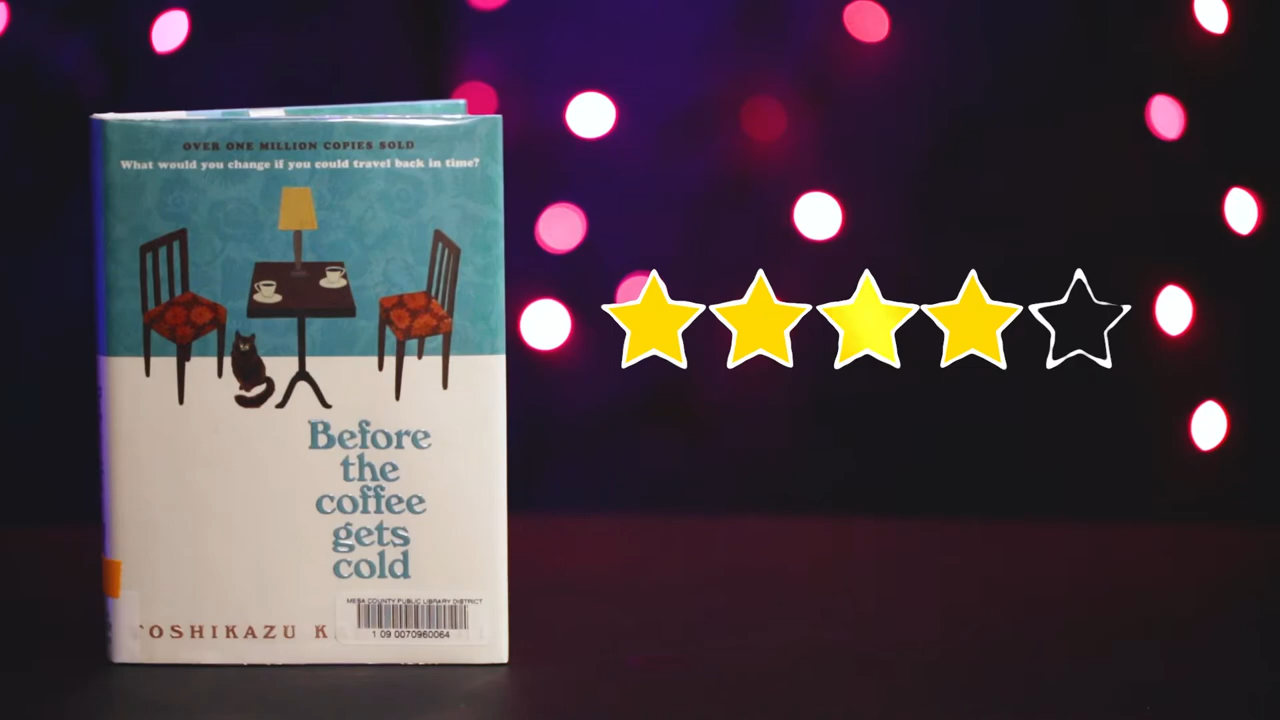 OVER ONE MILLION COPIES SOLD
What would you change if you could travel back in time?
Before
the
coffee
gets
cold
MESA COUNTY PUBLIC LIBRARY DISTRICT
1 09 0070960064
OSHIKAZU K